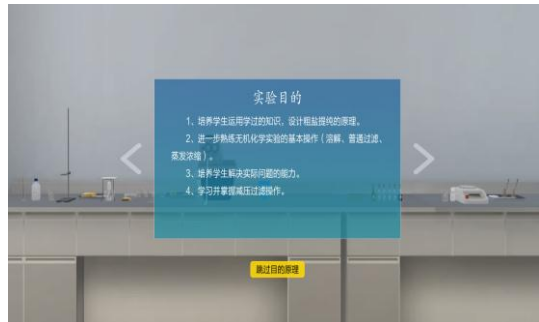 实验目的
1、培养学生运用学过的知识、设计粗盐提纯的原理。
2、进一步熟练无机化学实验的基本操作（溶解、普通过滤、
蒸发浓缩）。
3、培养学生解决实际问题的能力。
4、学习并掌握减压过滤操作。
跳过目的原理